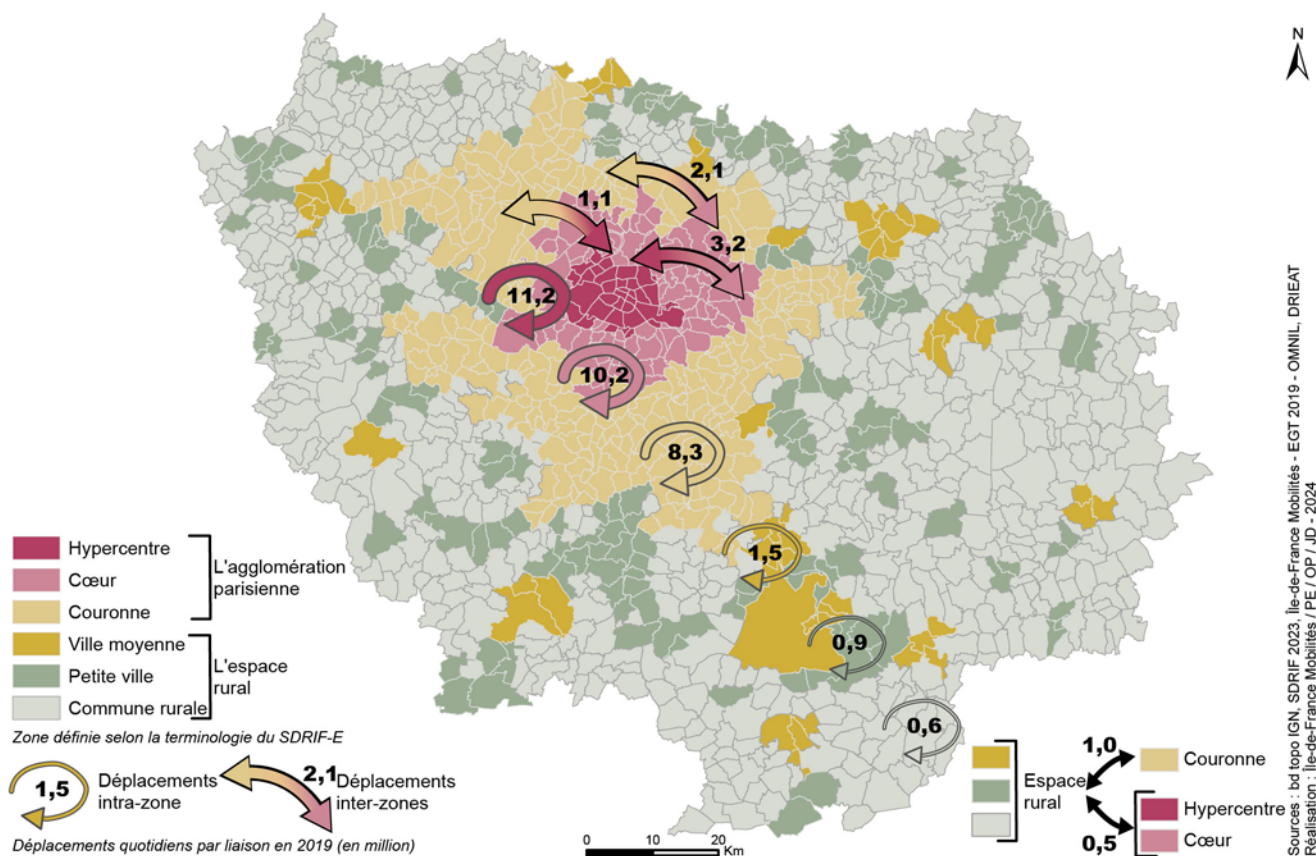 N
2,1
1,1
3,2
11,2
10,2
8,3
1,5
0,9
0,6
Hypercentre
Cœur
Couronne
L'agglomération
parisienne
Ville moyenne
Petite ville
Commune rurale
L'espace
rural
Zone définie selon la terminologie du SDRIF-E
1,5
Déplacements
intra-zone
2,1
Déplacements
inter-zones
Déplacements quotidiens par liaison en 2019 (en million)
0 10 20
Km
Espace
rural
1,0
Couronne
0,5
Hypercentre
Cœur
Sources : bd topo IGN, SDRIF 2023, Île-de-France Mobilités - EGT 2019 - OMNIL, DRIEAT
Réalisation : Île-de-France Mobilités / PE / OP / JD - 2024